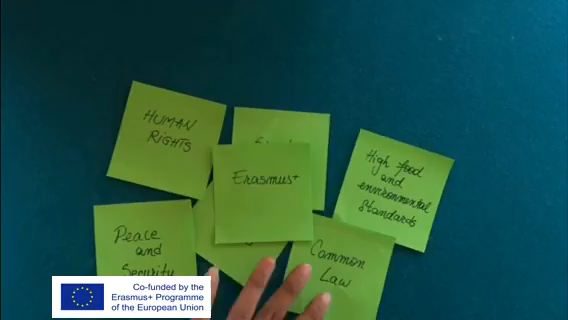 HUMAN
RIGHTS
Erasmus+
High food
and
environmental
Standards
Peace
and
Security
Common
Law
Co-funded by the
Erasmus+ Programme
of the European Union